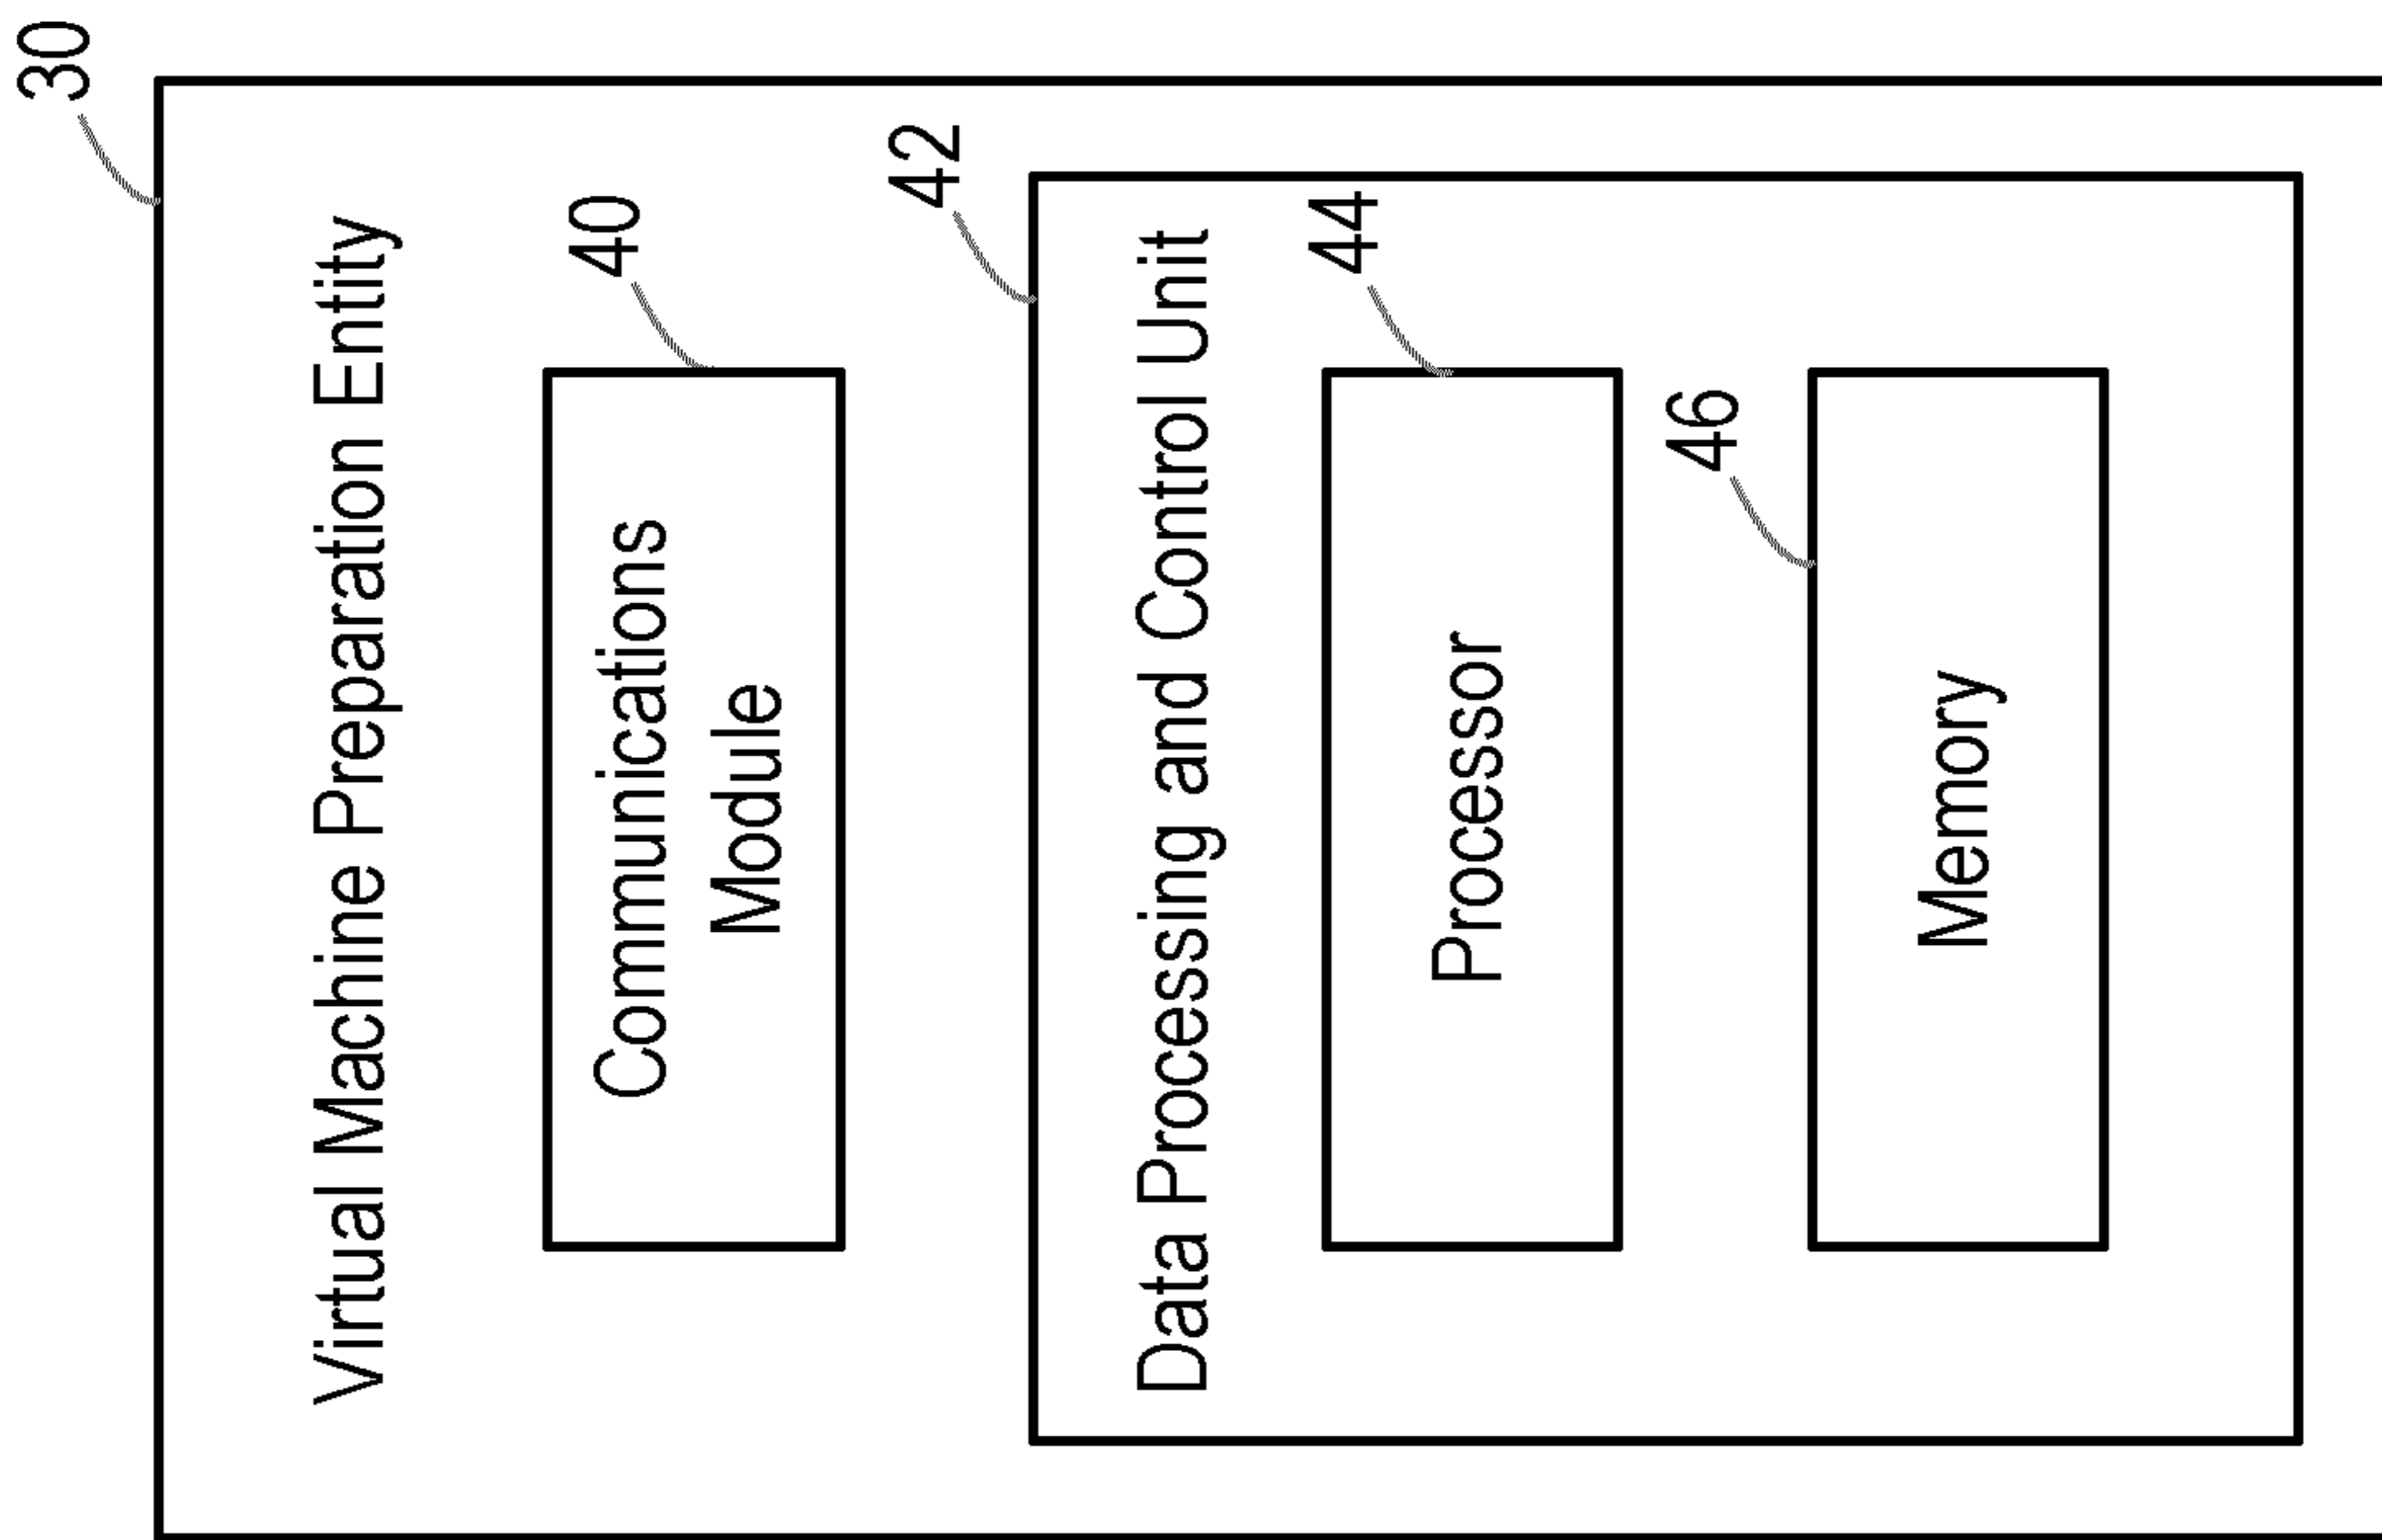 30
Virtual Machine Preparation Entity
40
Communications
Module
42
Data Processing and Control Unit
44
Processor
46
Memory